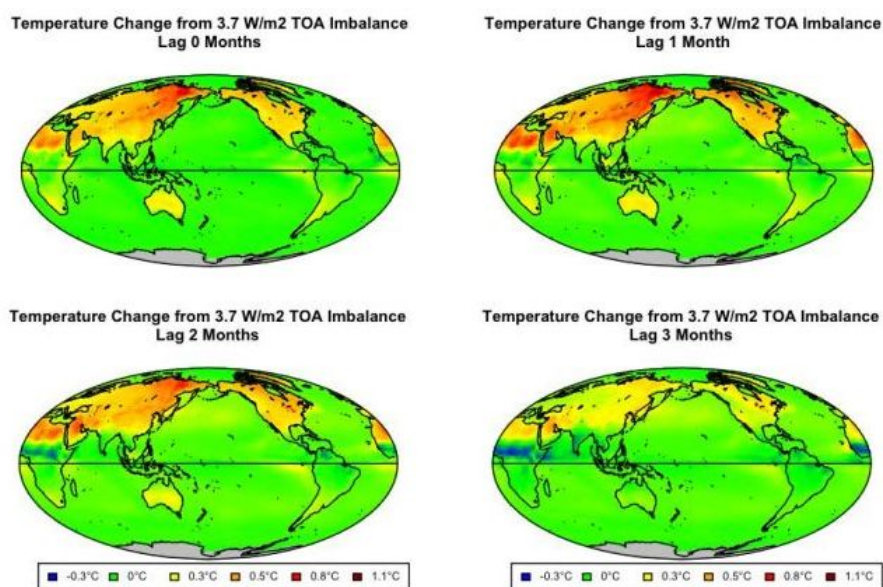 Temperature Change from 3.7 W/m2 TOA Imbalance
Lag 0 Months
Temperature Change from 3.7 W/m2 TOA Imbalance
Lag 1 Month
Temperature Change from 3.7 W/m2 TOA Imbalance
Lag 2 Months
Temperature Change from 3.7 W/m2 TOA Imbalance
Lag 3 Months
-0.3°C 0°C 0.3°C 0.5°C 0.8°C 1.1°C
-0.3°C 0°C 0.3°C 0.5°C 0.8°C 1.1°C